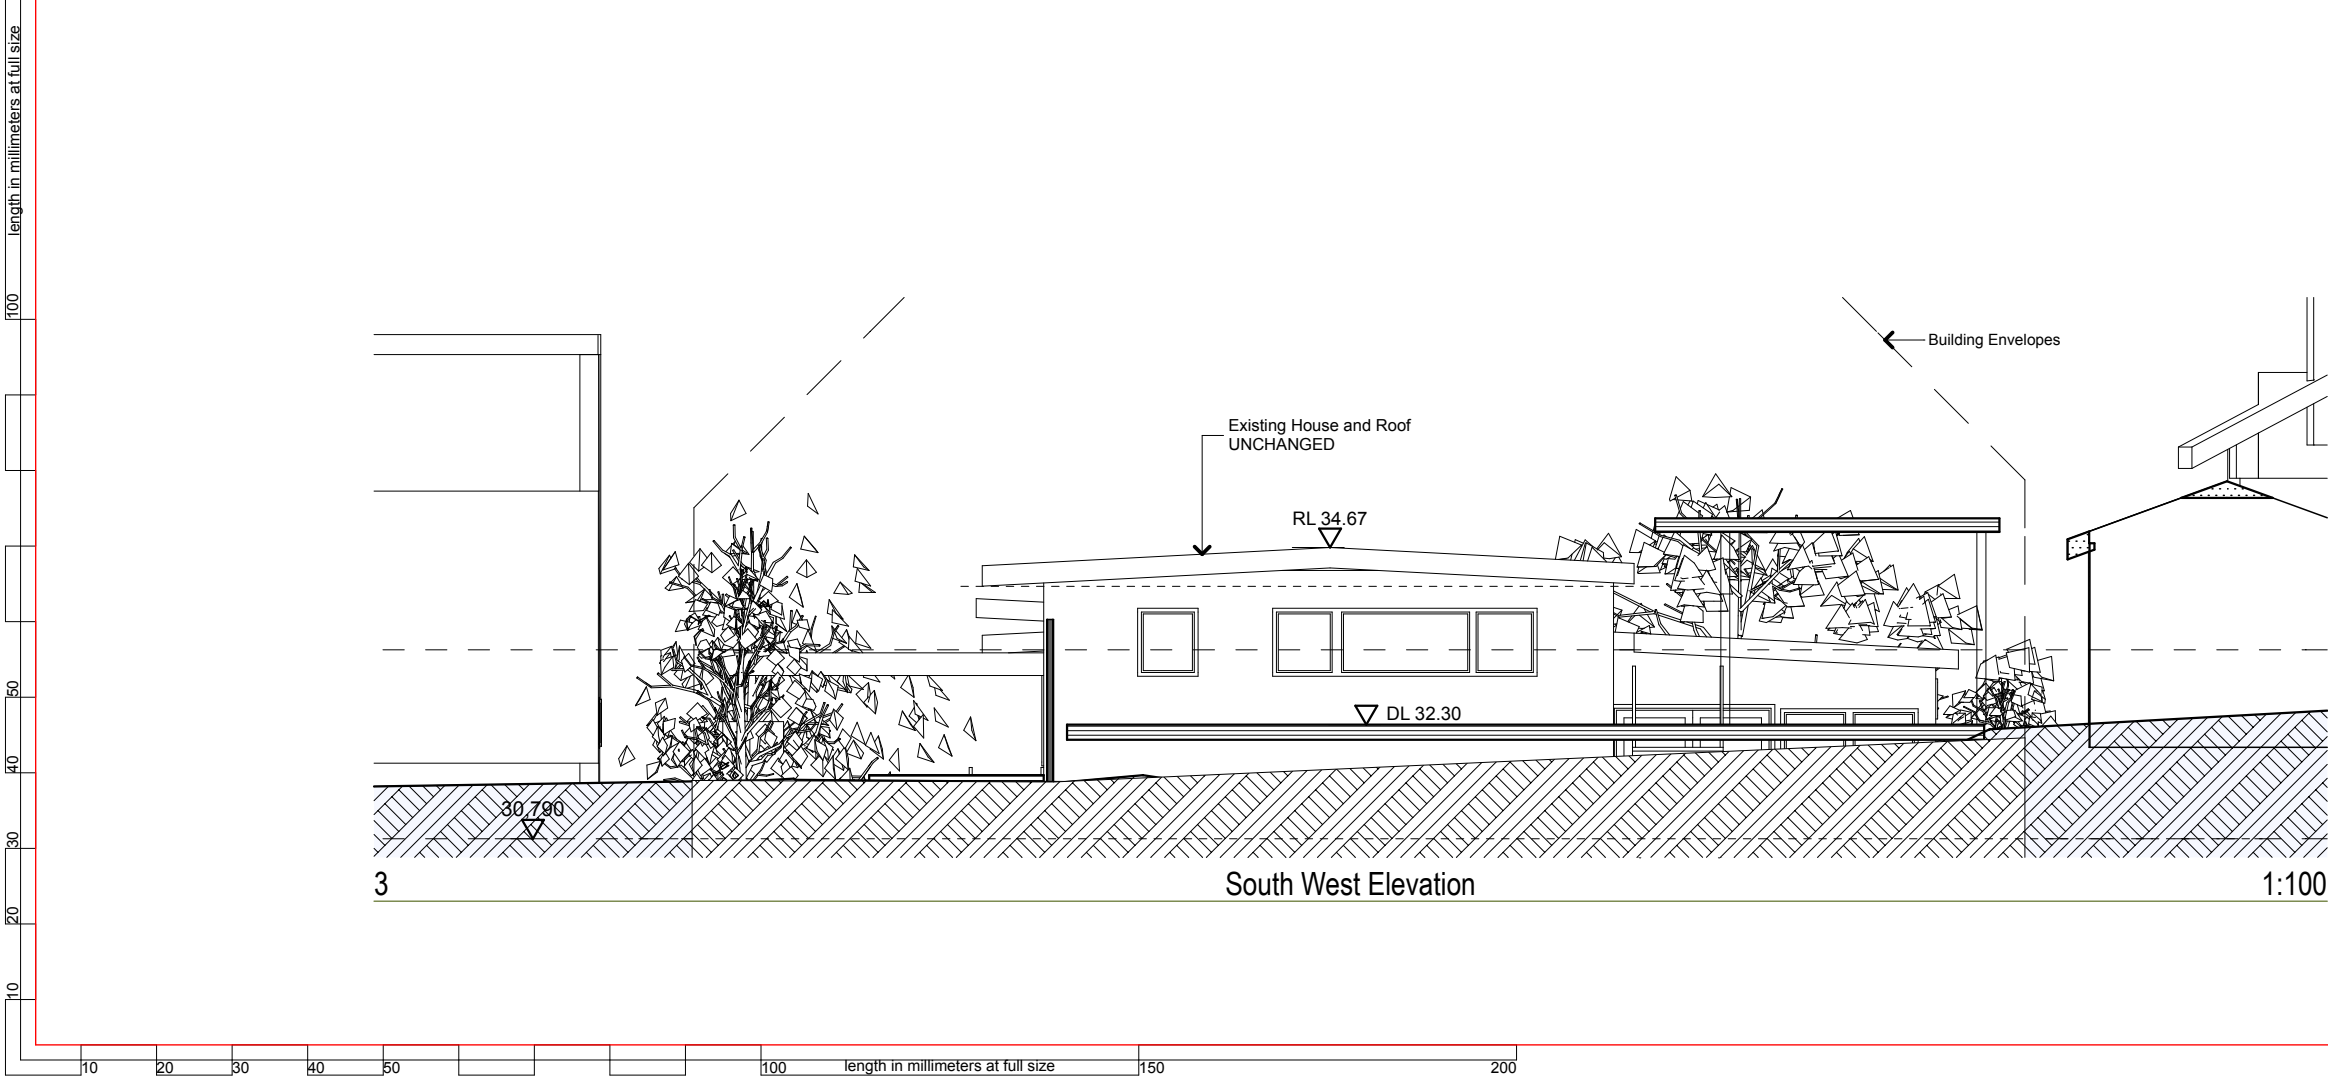 length in millimeters at full size
100
50
40
30
20
10
Building Envelopes
Existing House and Roof
UNCHANGED
RL 34.67
DL 32.30
30,790
3
South West Elevation
1:100
10
20
30
40
50
100
length in millimeters at full size
150
200